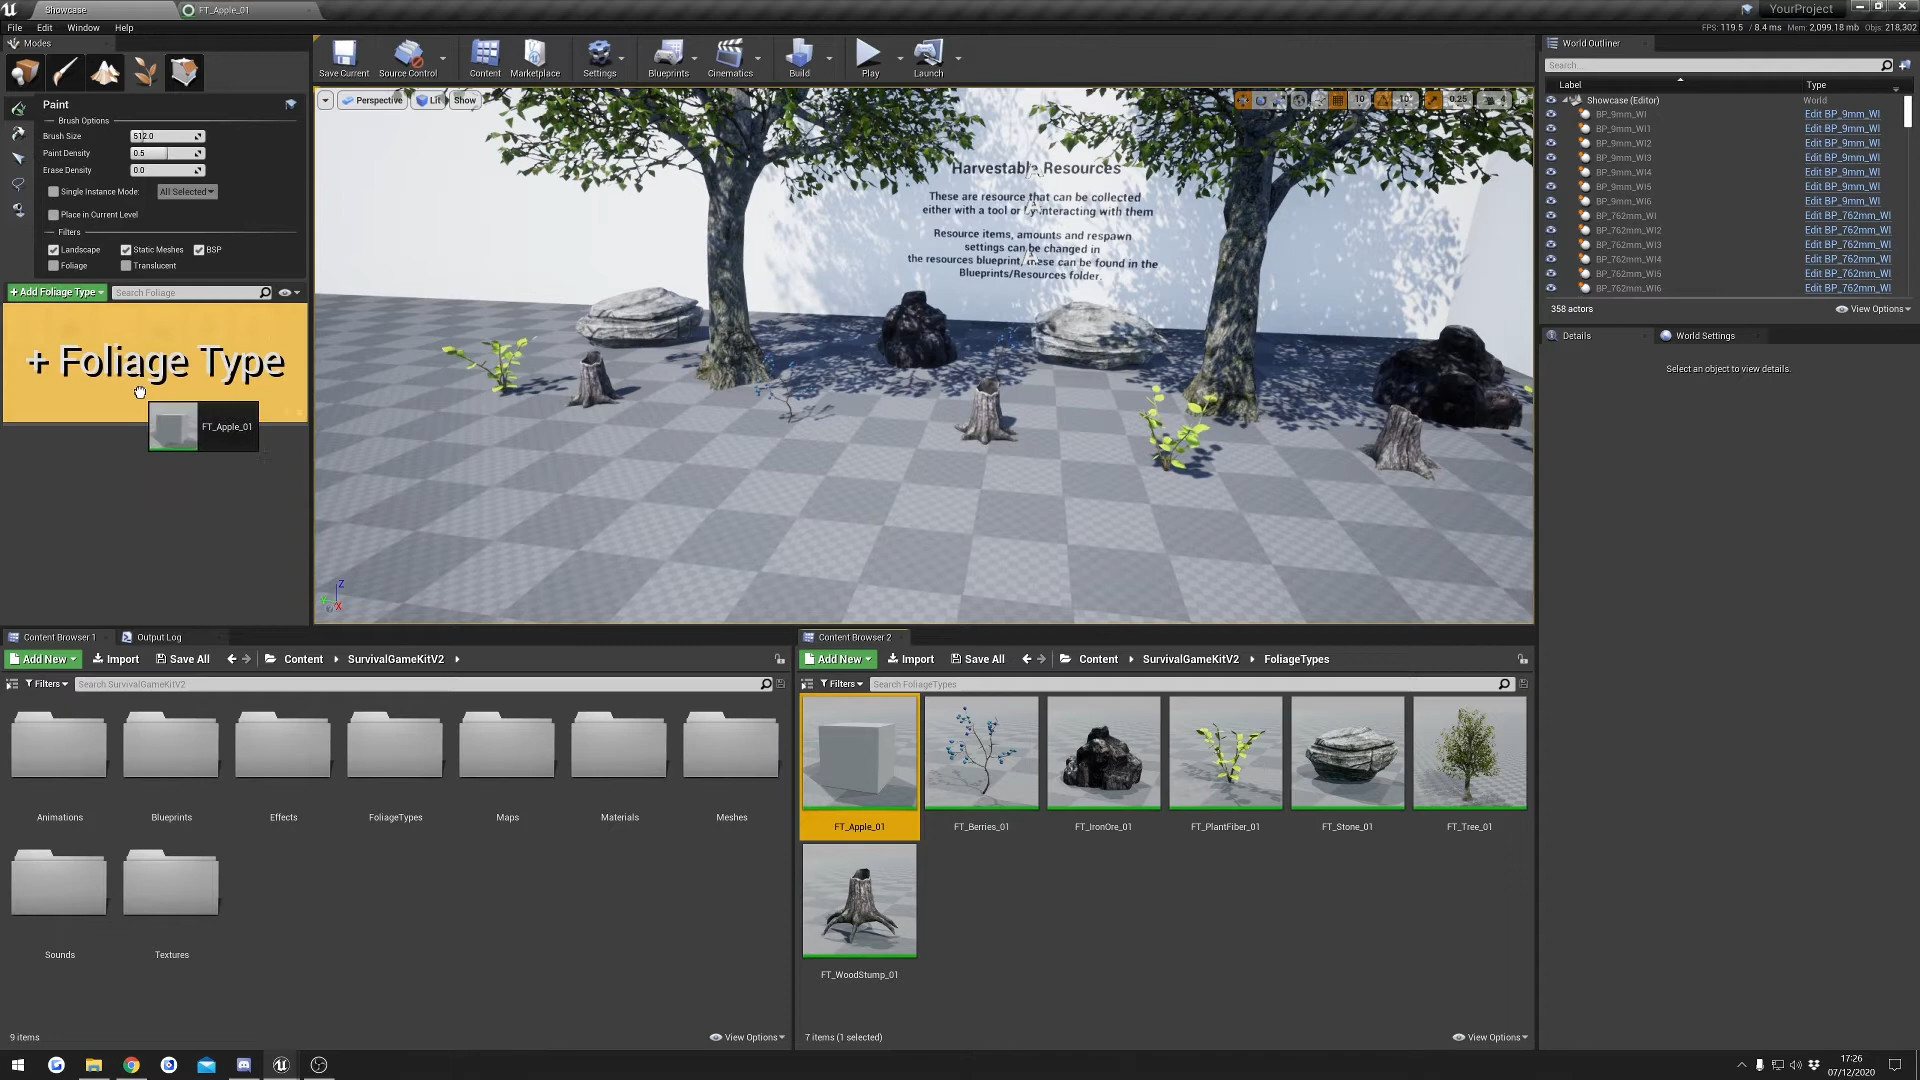 Showcase
FT_Apple_01
YourProject
File Edit Window Help
FPS: 119.5 / 8.4 ms Mem: 2,099.18 mb Objs: 218,302
Modes
Save Current
Source Control
Content
Marketplace
Settings
Blueprints
Cinematics
Build
Play
Launch
Paint
Brush Options
Brush Size 512.0
Paint Density 0.5
Erase Density 0.0
Single Instance Mode: All Selected
Place in Current Level
Filters
Landscape Static Meshes BSP
Foliage Translucent
+ Add Foliage Type Search Foliage
+ Foliage Type
FT_Apple_01
Perspective Lit Show
10 10° 0.25 4
Harvestable Resources
These are resource that can be collected
either with a tool or by interacting with them
Resource items, amounts and respawn
settings can be changed in
the resources blueprint, these can be found in the
Blueprints/Resources folder.
Z
X
World Outliner
Search...
Label Type
Showcase (Editor) World
BP_9mm_WI Edit BP_9mm_WI
BP_9mm_WI1 Edit BP_9mm_WI
BP_9mm_WI2 Edit BP_9mm_WI
BP_9mm_WI3 Edit BP_9mm_WI
BP_9mm_WI4 Edit BP_9mm_WI
BP_9mm_WI5 Edit BP_9mm_WI
BP_9mm_WI6 Edit BP_9mm_WI
BP_762mm_WI Edit BP_762mm_WI
BP_762mm_WI2 Edit BP_762mm_WI
BP_762mm_WI3 Edit BP_762mm_WI
BP_762mm_WI4 Edit BP_762mm_WI
BP_762mm_WI5 Edit BP_762mm_WI
BP_762mm_WI6 Edit BP_762mm_WI
358 actors View Options
Details World Settings
Select an object to view details.
Content Browser 1 Output Log
Add New Import Save All Content SurvivalGameKitV2
Filters Search SurvivalGameKitV2
Animations Blueprints Effects FoliageTypes Maps Materials Meshes
Sounds Textures
9 items View Options
Content Browser 2
Add New Import Save All Content SurvivalGameKitV2 FoliageTypes
Filters Search FoliageTypes
FT_Apple_01 FT_Berries_01 FT_IronOre_01 FT_PlantFiber_01 FT_Stone_01 FT_Tree_01
FT_WoodStump_01
7 items (1 selected) View Options
17:26
07/12/2020